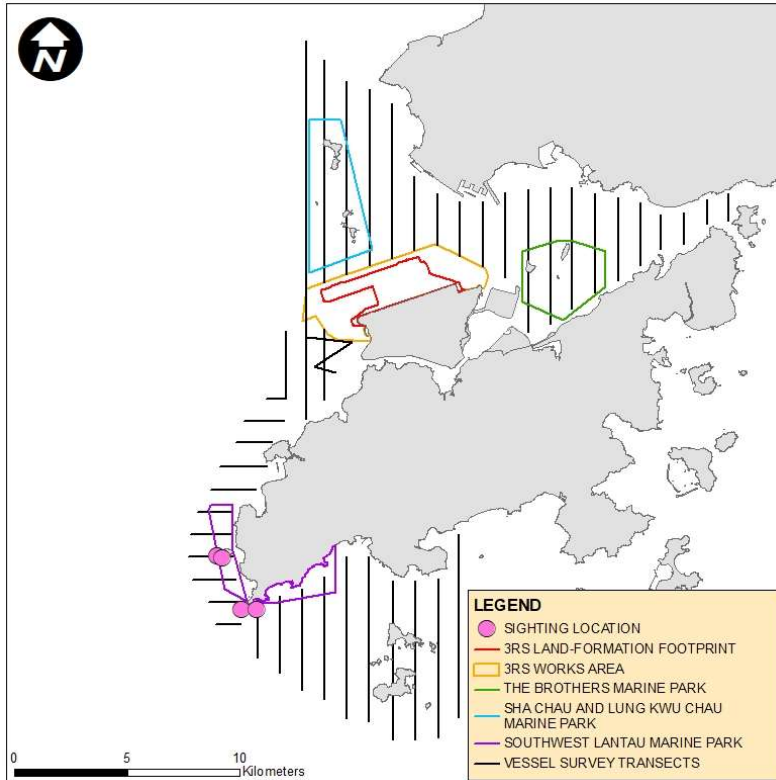 N
LEGEND
SIGHTING LOCATION
3RS LAND-FORMATION FOOTPRINT
3RS WORKS AREA
THE BROTHERS MARINE PARK
SHA CHAU AND LUNG KWU CHAU
MARINE PARK
SOUTHWEST LANTAU MARINE PARK
VESSEL SURVEY TRANSECTS
0 5 10
Kilometers